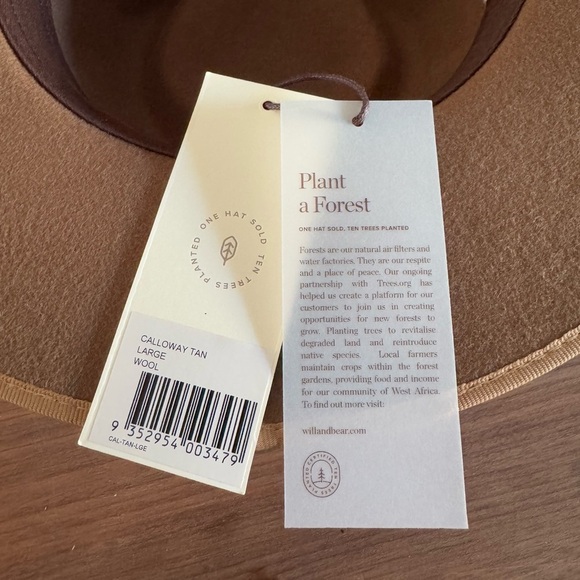 ONE HAT SOLD TEN TREES PLANTED
CALLOWAY TAN
LARGE
WOOL
9 352954 003479
CAL-TAN-LGE
Plant
a Forest
ONE HAT SOLD, TEN TREES PLANTED
Forests are our natural air filters and
water factories. They are our respite
and a place of peace. Our ongoing
partnership with Trees.org has
helped us create a platform for our
customers to join us in creating
opportunities for new forests to
grow. Planting trees to revitalise
degraded land and reintroduce
native species. Local farmers
maintain crops within the forest
gardens, providing food and income
for our community of West Africa.
To find out more visit:
willandbear.com
CERTIFIED TEN TREES PLANTED